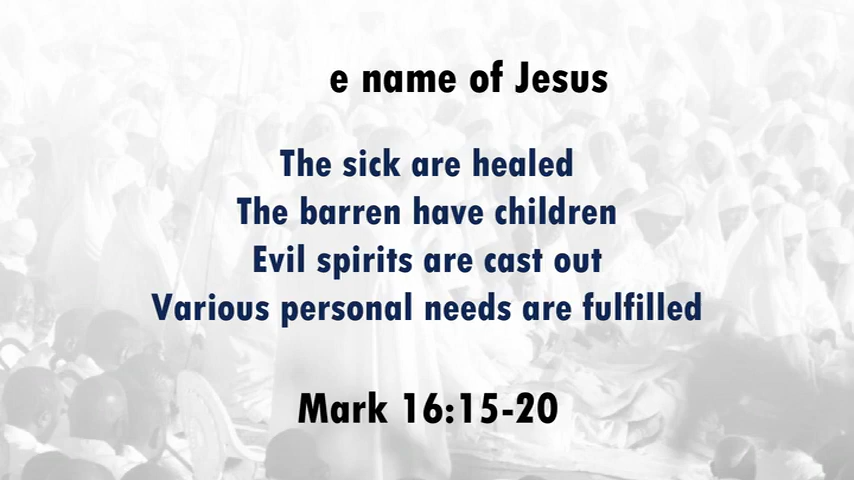 e name of Jesus
The sick are healed
The barren have children
Evil spirits are cast out
Various personal needs are fulfilled
Mark 16:15-20